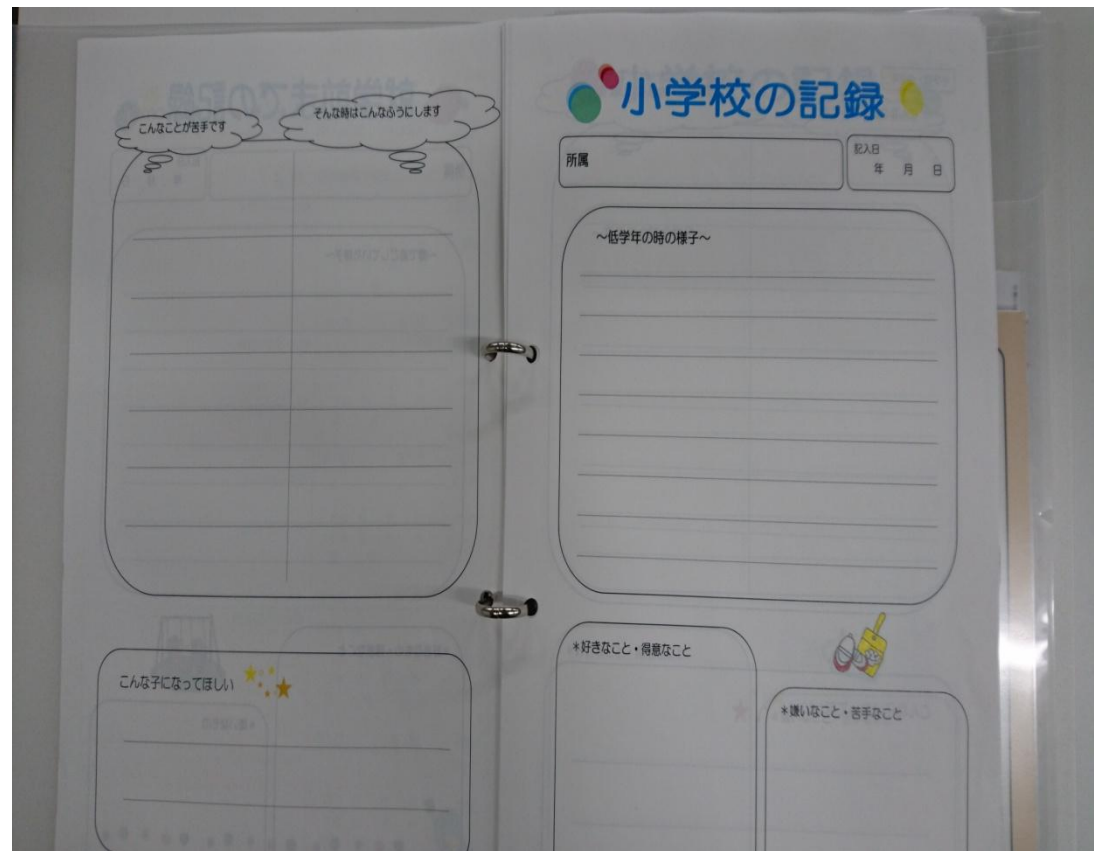 こんなことが苦手です
そんな時はこんなふうにします
こんな子になってほしい
小学校の記録
所属
記入日
年 月 日
～低学年の時の様子～
＊好きなこと・得意なこと
＊嫌いなこと・苦手なこと